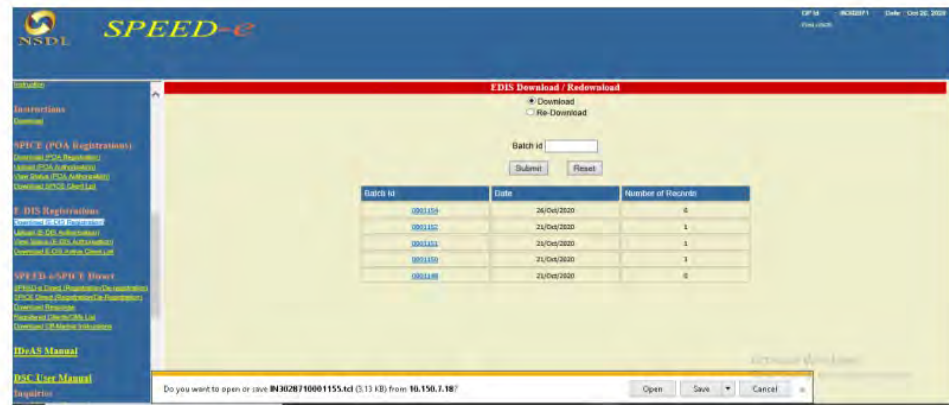 NSDL
SPEED-e
DP Id
Date : Oct 26, 2020
Instruction
Instructions
Download
SPICE (POA Registrations)
Download (POA Registration)
Upload (POA Authorisation)
View Status (POA Authorisation)
Download SPICE Client List
E-DIS Registrations
Download (E-DIS Registration)
Upload (E-DIS Authorisation)
View Status (E-DIS Authorisation)
Download E-DIS Active Client List
SPEED-e/SPICE Direct
SPEED-e Direct (Registration/De-registration)
SPICE Direct (Registration/De-Registration)
Download Response
Registered Clients/CMs List
Download Off-Market Instructions
IDeAS Manual
DSC User Manual
Inquiries
EDIS Download / Redownload
Download
Re-Download
Batch id
Submit Reset
Batch Id Date Number of Records
0001154 26/Oct/2020
0001152 21/Oct/2020 1
0001151 21/Oct/2020 1
0001150 21/Oct/2020
21/Oct/2020
Do you want to open or save IN3028710001155.tcl (3.13 KB) from 10.150.7.18?
Open Save Cancel ×